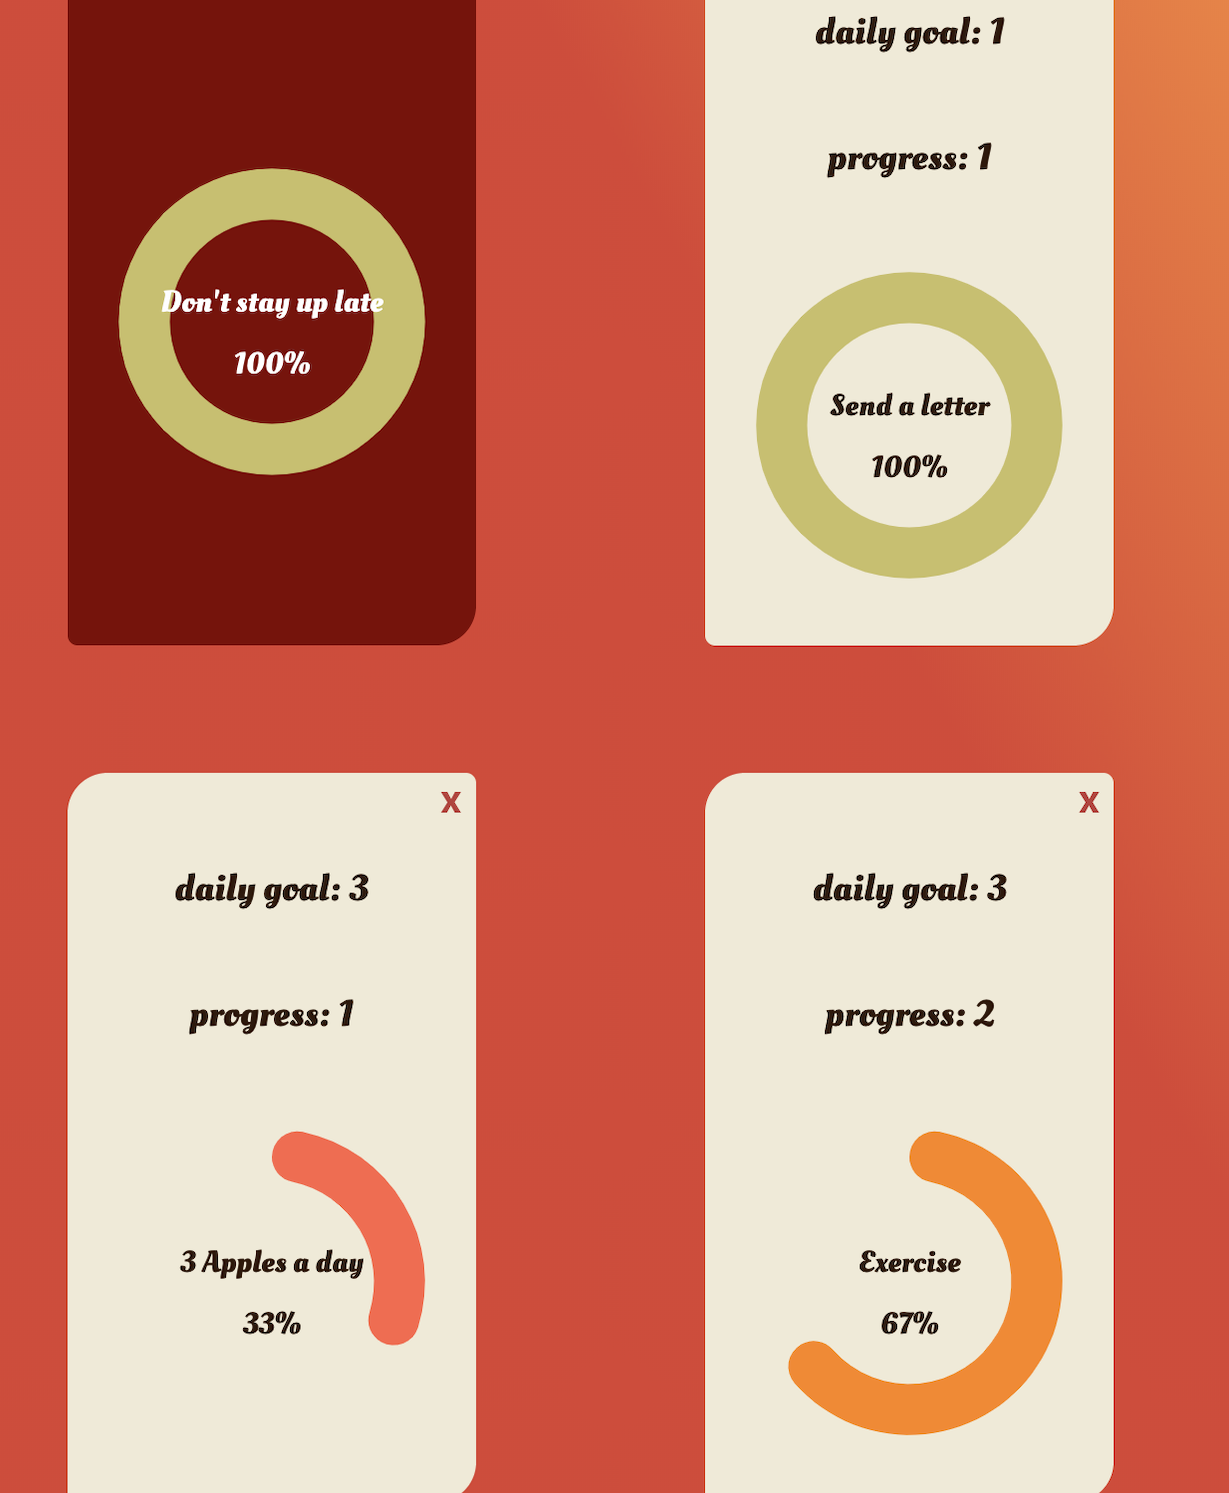 daily goal: 1
progress: 1
Don't stay up late
100%
Send a letter
100%
X
daily goal: 3
progress: 1
3 Apples a day
33%
X
daily goal: 3
progress: 2
Exercise
67%